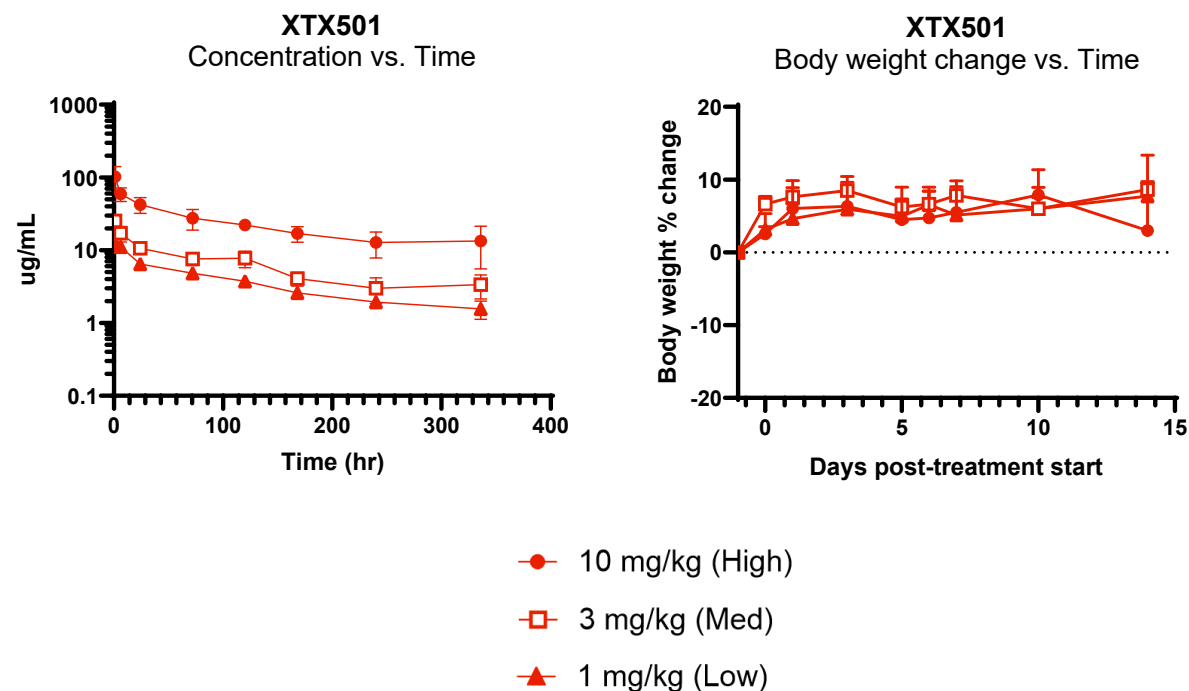 XTX501
Concentration vs. Time
1000
100
10
1
0.1
ug/mL
0
100
200
300
400
Time (hr)
XTX501
Body weight change vs. Time
20
10
0
-10
-20
Body weight % change
0
5
10
15
Days post-treatment start
10 mg/kg (High)
3 mg/kg (Med)
1 mg/kg (Low)